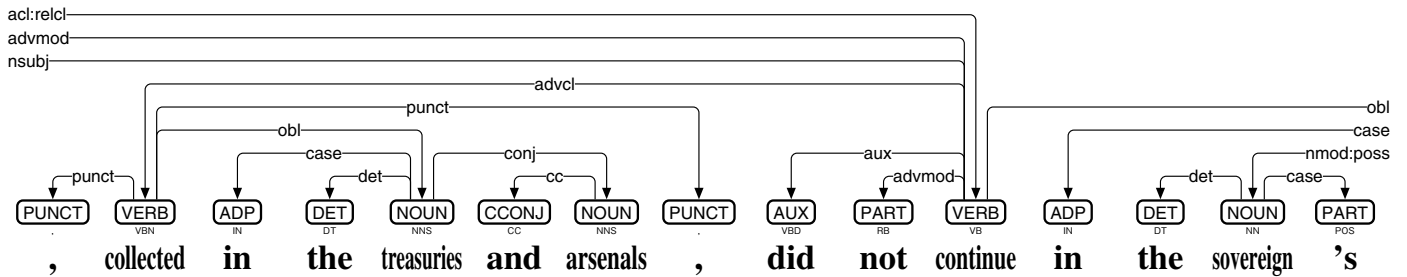 acl:relcl
advmod
nsubj
advcl
punct obl
obl case
case conj aux nmod:poss
punct det cc advmod det case
PUNCT VERB ADP DET NOUN CCONJ NOUN PUNCT AUX PART VERB ADP DET NOUN PART
, VBN IN DT NNS CC NNS , VBD RB VB IN DT NN POS
, collected in the treasuries and arsenals , did not continue in the sovereign ’s